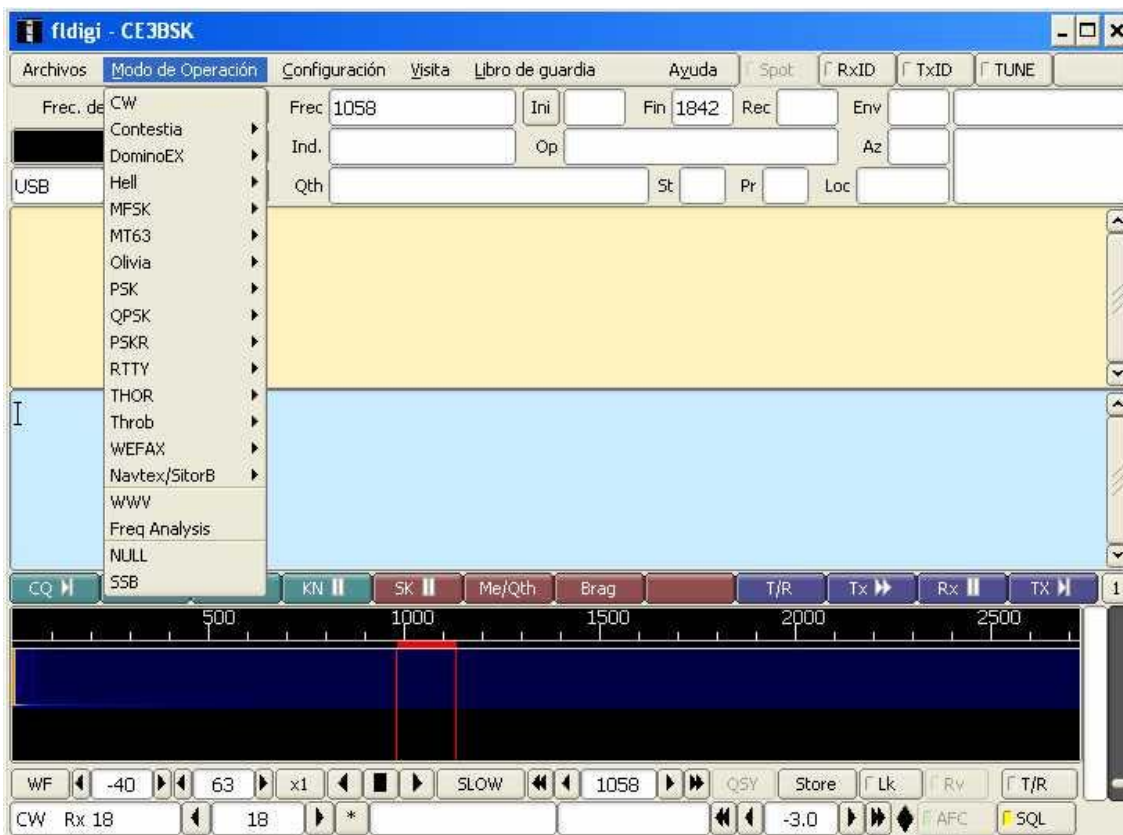 fldigi - CE3BSK
Archivos Modo de Operación Configuración Visita Libro de guardia Ayuda Spot RxID TxID TUNE
Frec. de Frec 1058 Ini Fin 1842 Rec Env
Ind. Op Az
USB Qth St Pr Loc
CW
Contestia
DominoEX
Hell
MFSK
MT63
Olivia
PSK
QPSK
PSKR
RTTY
THOR
Throb
WEFAX
Navtex/SitorB
WWV
Freq Analysis
NULL
SSB
CQ KN SK Me/Qth Brag T/R Tx Rx TX 1
500 1000 1500 2000 2500
WF -40 63 x1 SLOW 1058 QSY Store Lk Rv T/R
CW Rx 18 18 * -3.0 AFC SQL